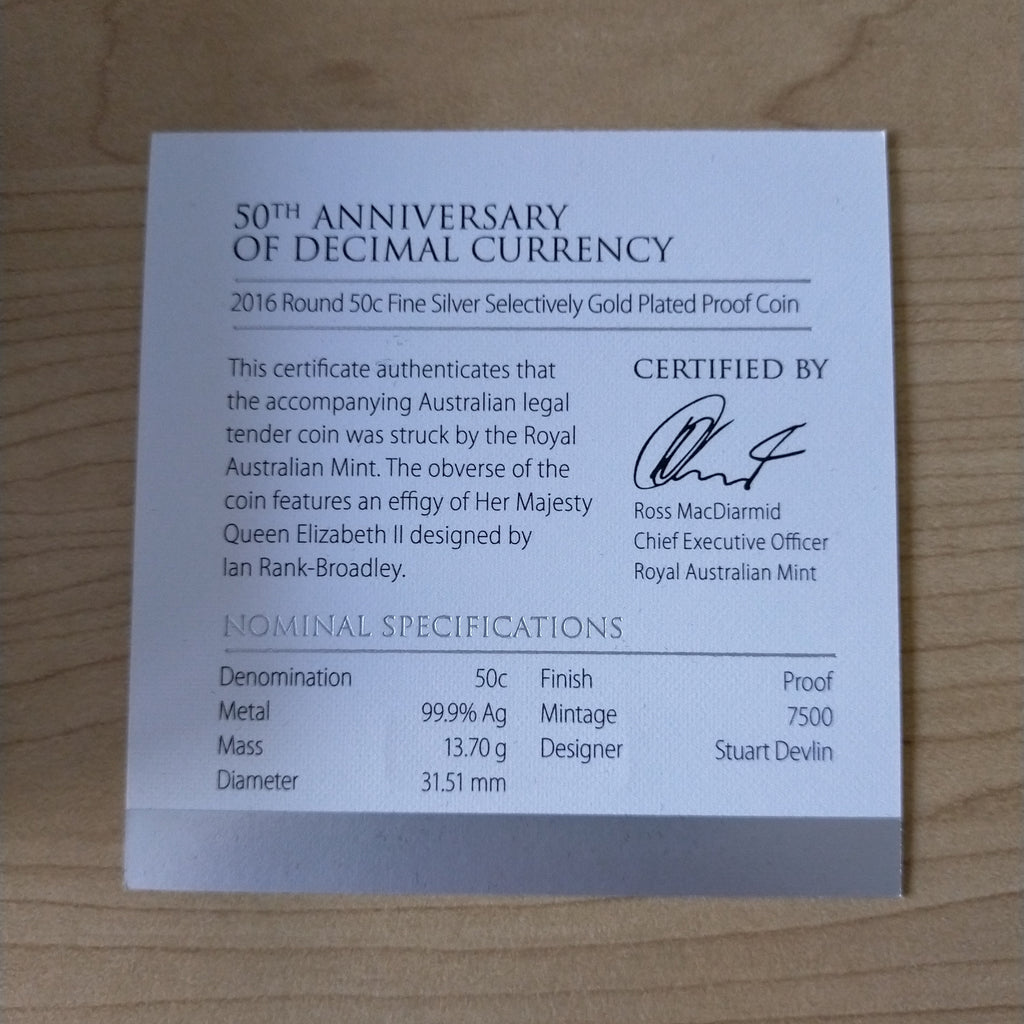 50TH ANNIVERSARY
OF DECIMAL CURRENCY
2016 Round 50c Fine Silver Selectively Gold Plated Proof Coin
This certificate authenticates that
the accompanying Australian legal
tender coin was struck by the Royal
Australian Mint. The obverse of the
coin features an effigy of Her Majesty
Queen Elizabeth II designed by
Ian Rank-Broadley.
CERTIFIED BY
Ross MacDiarmid
Chief Executive Officer
Royal Australian Mint
NOMINAL SPECIFICATIONS
Denomination 50c
Metal 99.9% Ag
Mass 13.70 g
Diameter 31.51 mm
Finish Proof
Mintage 7500
Designer Stuart Devlin